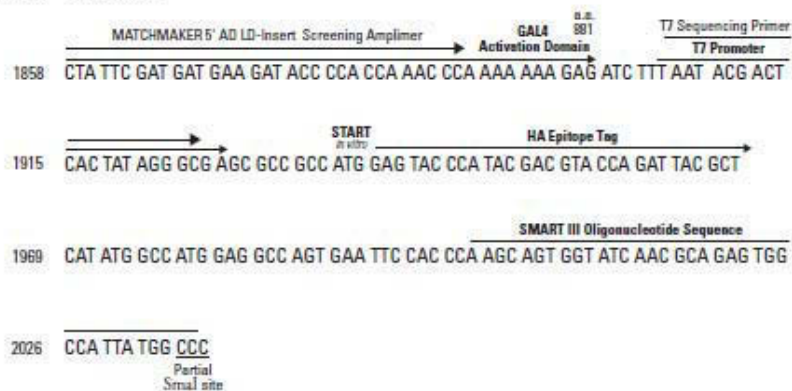 MATCHMAKER 5' AD LD-Insert Screening Amplimer GAL4 Activation Domain a.a. 881 T7 Sequencing Primer
T7 Promoter
1858 CTA TTC GAT GAT GAA GAT ACC CCA CCA AAC CCA AAA AAA GAG ATC TTT AAT ACG ACT
START HA Epitope Tag
in vitro
1915 CAC TAT AGG GCG AGC GCC GCC ATG GAG TAC CCA TAC GAC GTA CCA GAT TAC GCT
SMART III Oligonucleotide Sequence
1969 CAT ATG GCC ATG GAG GCC AGT GAA TTC CAC CCA AGC AGT GGT ATC AAC GCA GAG TGG
2026 CCA TTA TGG CCC
Partial
SmaI site